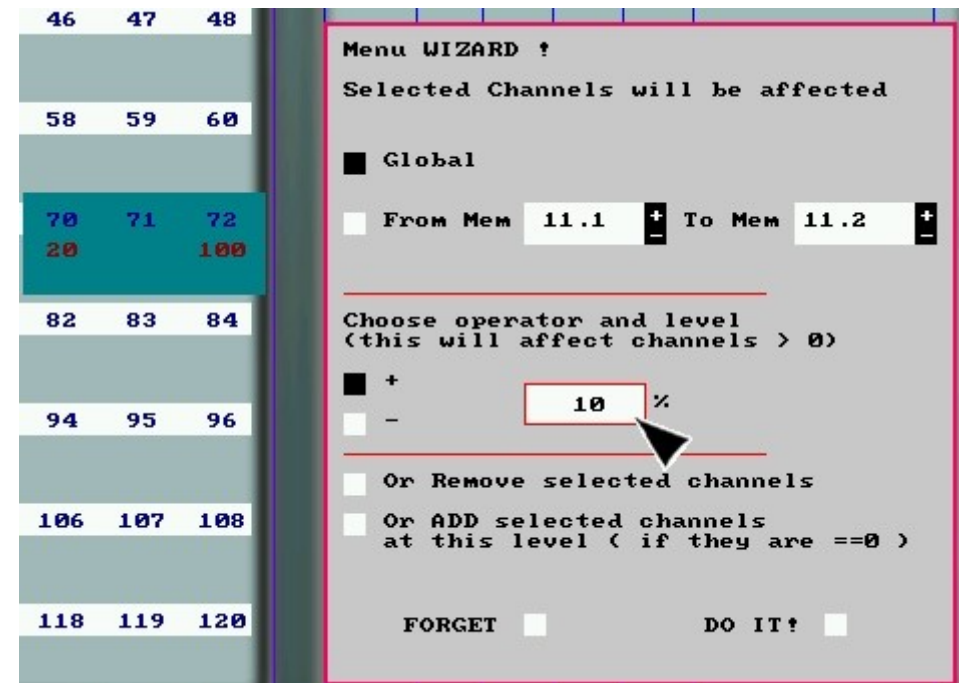 46 47 48
58 59 60
70 71 72
20 100
82 83 84
94 95 96
106 107 108
118 119 120
Menu WIZARD !
Selected Channels will be affected
Global
From Mem 11.1 + - To Mem 11.2 + -
Choose operator and level
(this will affect channels > 0)
+
10 %
-
Or Remove selected channels
Or ADD selected channels
at this level ( if they are ==0 )
FORGET DO IT!